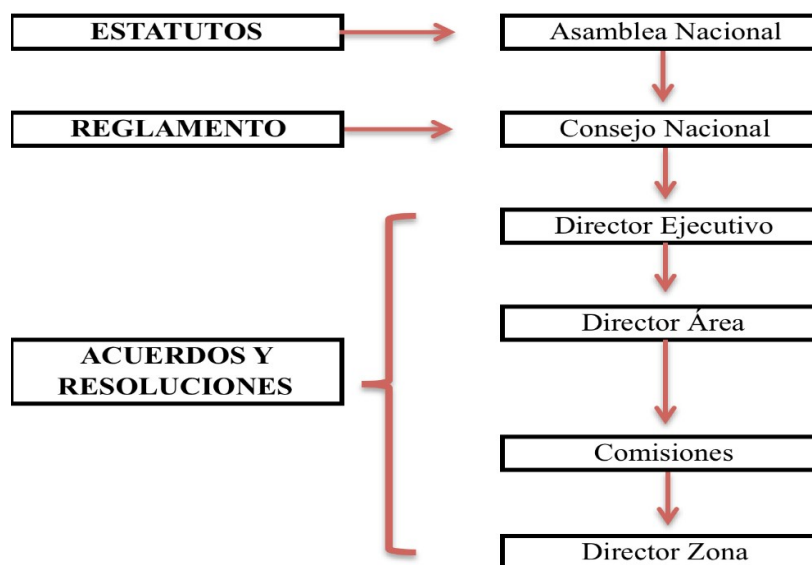 ESTATUTOS
Asamblea Nacional
REGLAMENTO
Consejo Nacional
Director Ejecutivo
Director Área
ACUERDOS Y
RESOLUCIONES
Comisiones
Director Zona